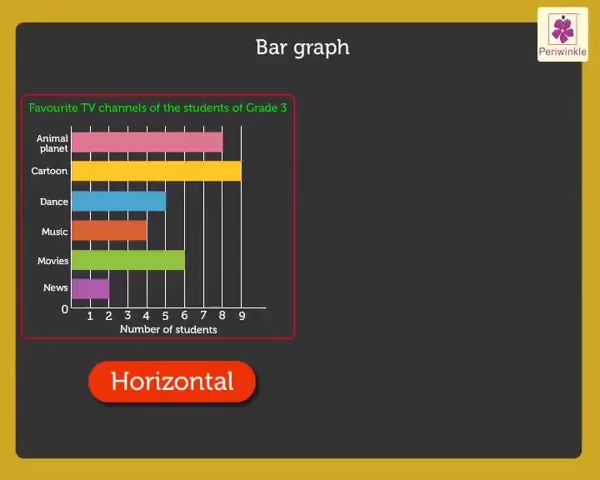 Bar graph
Periwinkle
Favourite TV channels of the students of Grade 3
Animal
planet
Cartoon
Dance
Music
Movies
News
0
1 2 3 4 5 6 7 8 9
Number of students
Horizontal